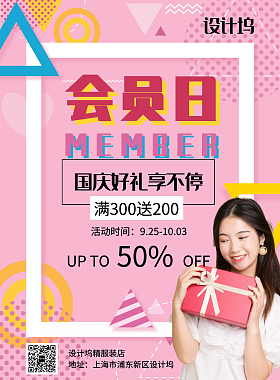 设计坞
会员日
MEMBER
国庆好礼享不停
满300送200
活动时间：9.25-10.03
UP TO 50% OFF
设计坞精服装店
地址：上海市浦东新区设计坞